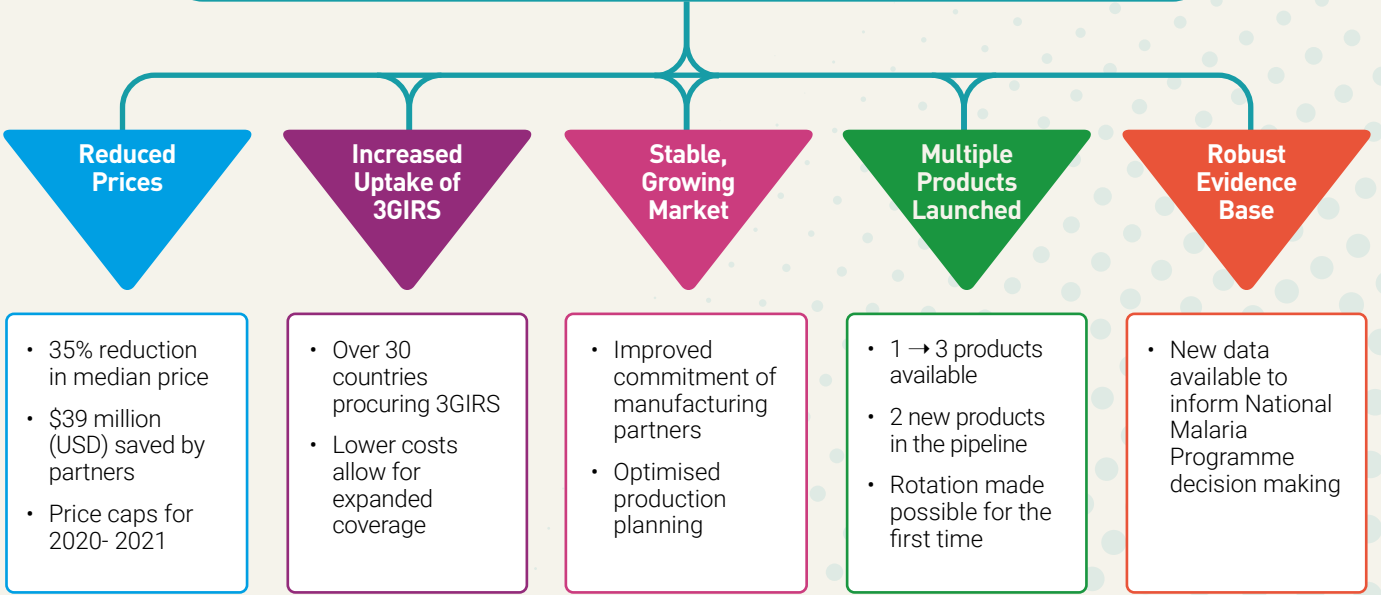 Reduced
Prices
Increased
Uptake of
3GIRS
Stable,
Growing
Market
Multiple
Products
Launched
Robust
Evidence
Base
• 35% reduction
in median price
• $39 million
(USD) saved by
partners
• Price caps for
2020- 2021
• Over 30
countries
procuring 3GIRS
• Lower costs
allow for
expanded
coverage
• Improved
commitment of
manufacturing
partners
• Optimised
production
planning
• 1 → 3 products
available
• 2 new products
in the pipeline
• Rotation made
possible for the
first time
• New data
available to
inform National
Malaria
Programme
decision making